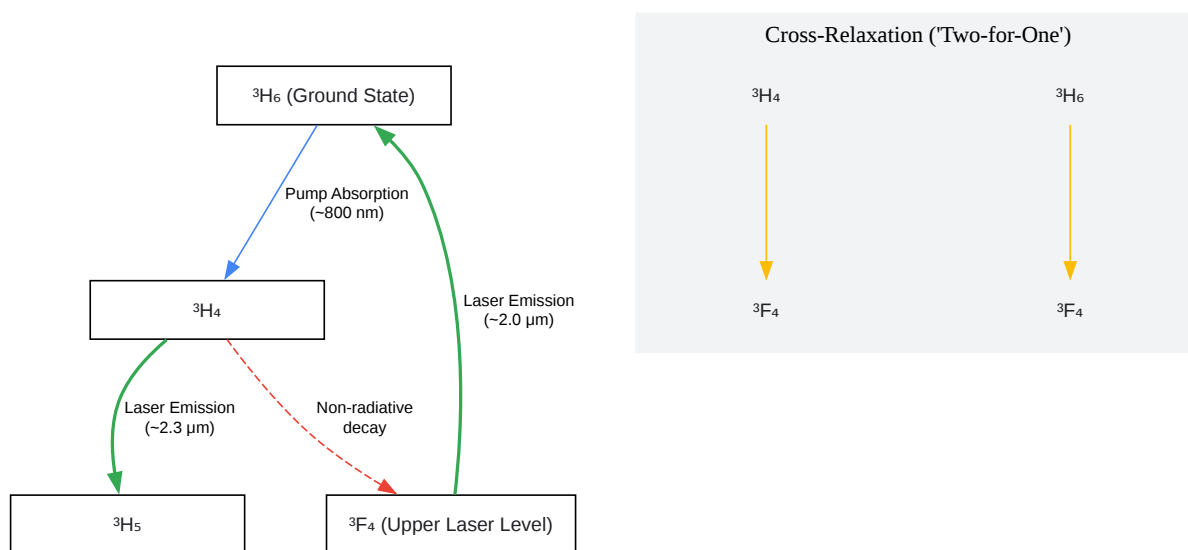 Cross-Relaxation ('Two-for-One')
³H₆ (Ground State)
³H₄
³H₆
Pump Absorption
(~800 nm)
³H₄
Laser Emission
(~2.0 μm)
³F₄
³F₄
Laser Emission
(~2.3 μm)
Non-radiative
decay
³H₅
³F₄ (Upper Laser Level)